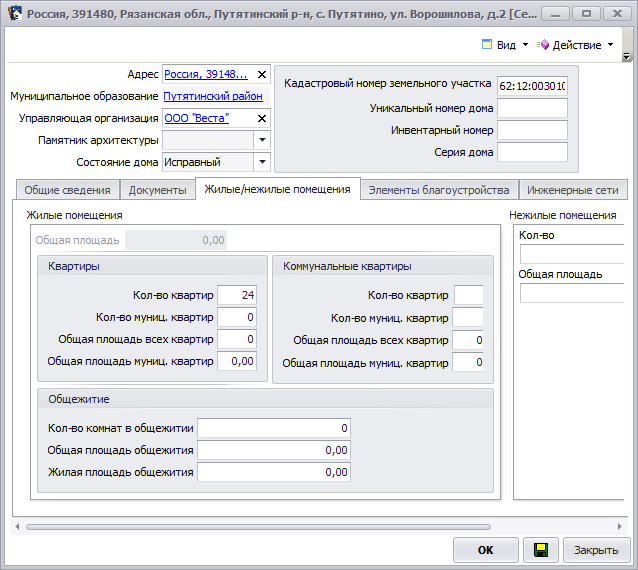 Россия, 391480, Рязанская обл., Путятинский р-н, с. Путятино, ул. Ворошилова, д.2 [Се...
Вид Действие
Адрес Россия, 39148...
Муниципальное образование Путятинский район
Управляющая организация ООО "Веста"
Памятник архитектуры
Состояние дома Исправный
Кадастровый номер земельного участка 62:12:003010
Уникальный номер дома
Инвентарный номер
Серия дома
Общие сведения Документы Жилые/нежилые помещения Элементы благоустройства Инженерные сети
Жилые помещения
Общая площадь 0,00
Квартиры
Кол-во квартир 24
Кол-во муниц. квартир 0
Общая площадь всех квартир 0
Общая площадь муниц. квартир 0,00
Коммунальные квартиры
Кол-во квартир
Кол-во муниц. квартир
Общая площадь всех квартир 0
Общая площадь муниц. квартир 0
Общежитие
Кол-во комнат в общежитии 0
Общая площадь общежития 0,00
Жилая площадь общежития 0,00
Нежилые помещения
Кол-во
Общая площадь
ОК Закрыть